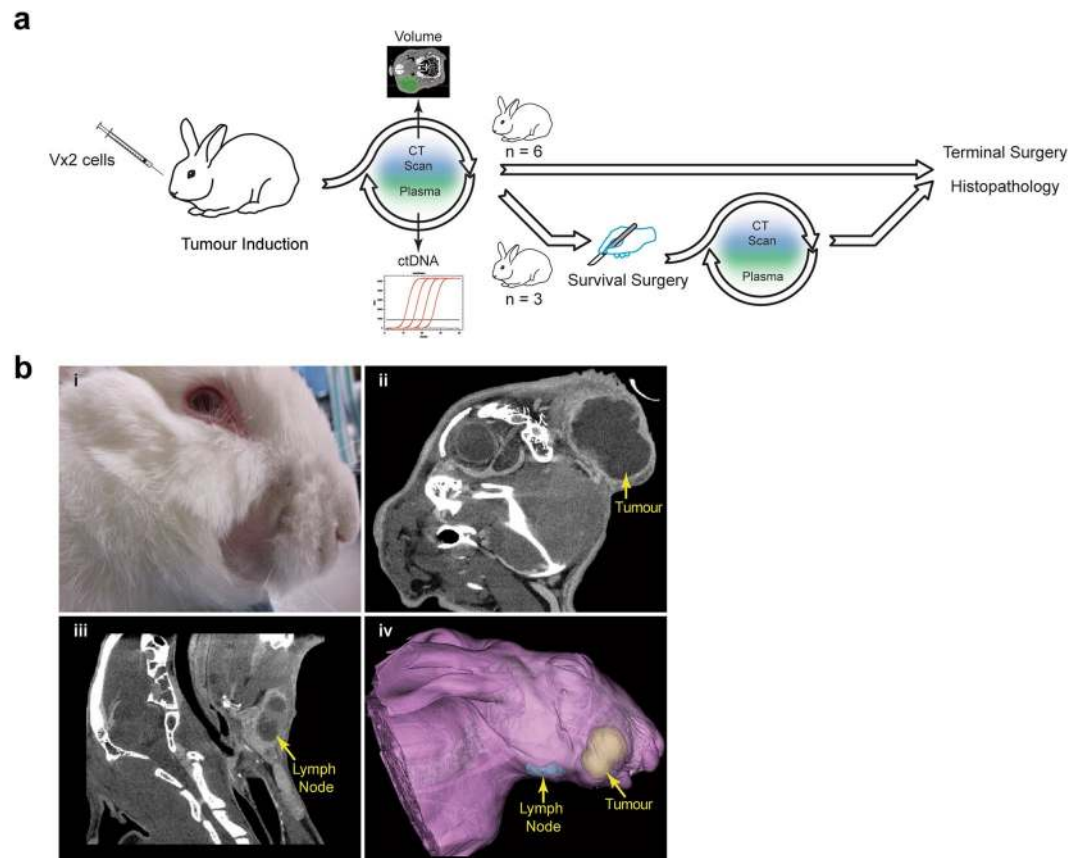 a
Volume
Vx2 cells
Tumour Induction
CT
Scan
Plasma
ctDNA
n = 6
n = 3
Survival Surgery
CT
Scan
Plasma
Terminal Surgery
Histopathology
b
i
ii
Tumour
iii
Lymph
Node
iv
Lymph
Node
Tumour